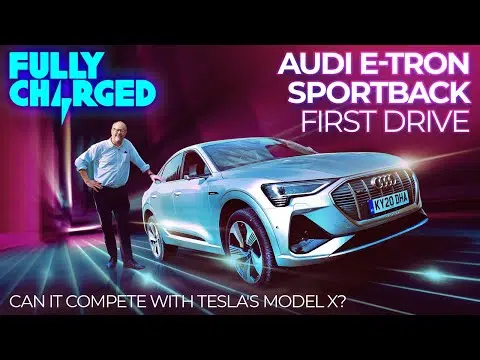 FULLY
CHARGED
AUDI E-TRON
SPORTBACK
FIRST DRIVE
KY20 DHA
CAN IT COMPETE WITH TESLA'S MODEL X?